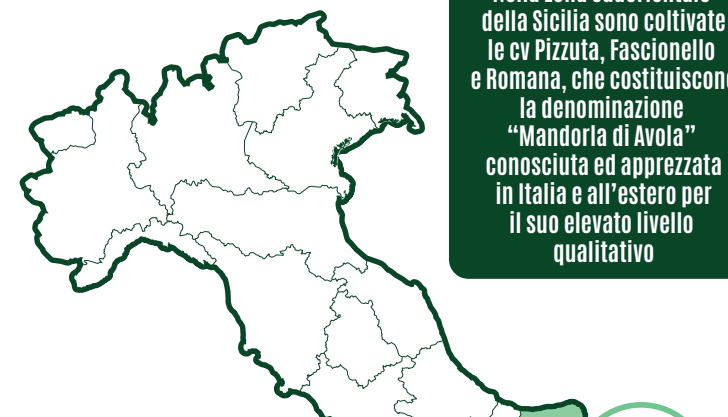 della Sicilia sono coltivate
le cv Pizzuta, Fascionello
e Romana, che costituiscono
la denominazione
“Mandorla di Avola”
conosciuta ed apprezzata
in Italia e all’estero per
il suo elevato livello
qualitativo